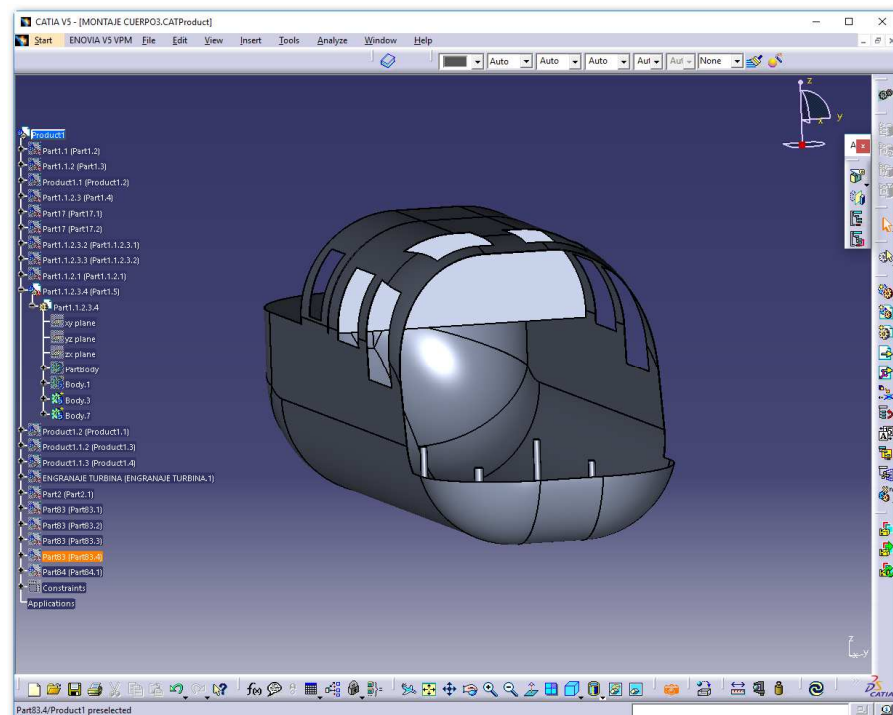 CATIA V5 - [MONTAJE CUERPO3.CATProduct]
Start ENOVIA V5 VPM File Edit View Insert Tools Analyze Window Help
Auto Auto Auto Aut Aut None
z
x y
A... x
Product1
Part1.1 (Part1.2)
Part1.1.2 (Part1.3)
Product1.1 (Product1.2)
Part1.1.2.3 (Part1.4)
Part17 (Part17.1)
Part17 (Part17.2)
Part1.1.2.3.2 (Part1.1.2.3.1)
Part1.1.2.3.3 (Part1.1.2.3.2)
Part1.1.2.1 (Part1.1.2.1)
Part1.1.2.3.4 (Part1.5)
Part1.1.2.3.4
xy plane
yz plane
zx plane
PartBody
Body.1
Body.3
Body.7
Product1.2 (Product1.1)
Product1.1.2 (Product1.3)
Product1.1.3 (Product1.4)
ENGRANAJE TURBINA (ENGRANAJE TURBINA.1)
Part2 (Part2.1)
Part83 (Part83.1)
Part83 (Part83.2)
Part83 (Part83.3)
Part83 (Part83.4)
Part84 (Part84.1)
Constraints
Applications
z
x y
f(x)
DS CATIA
Part83.4/Product1 preselected